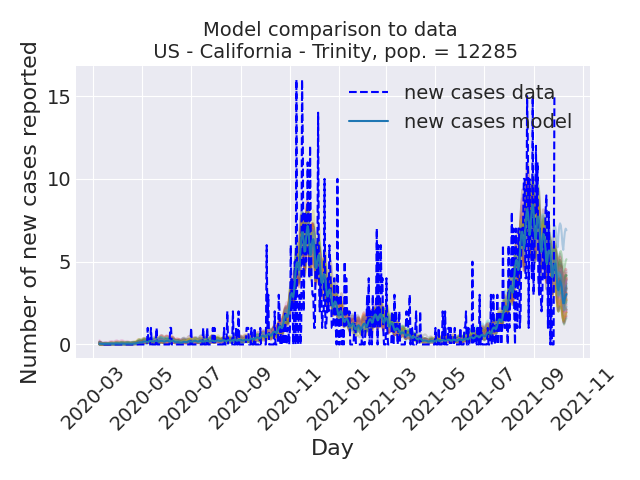 Model comparison to data
US - California - Trinity, pop. = 12285
Number of new cases reported
15
10
5
0
new cases data
new cases model
2020-03
2020-05
2020-07
2020-09
2020-11
2021-01
2021-03
2021-05
2021-07
2021-09
2021-11
Day